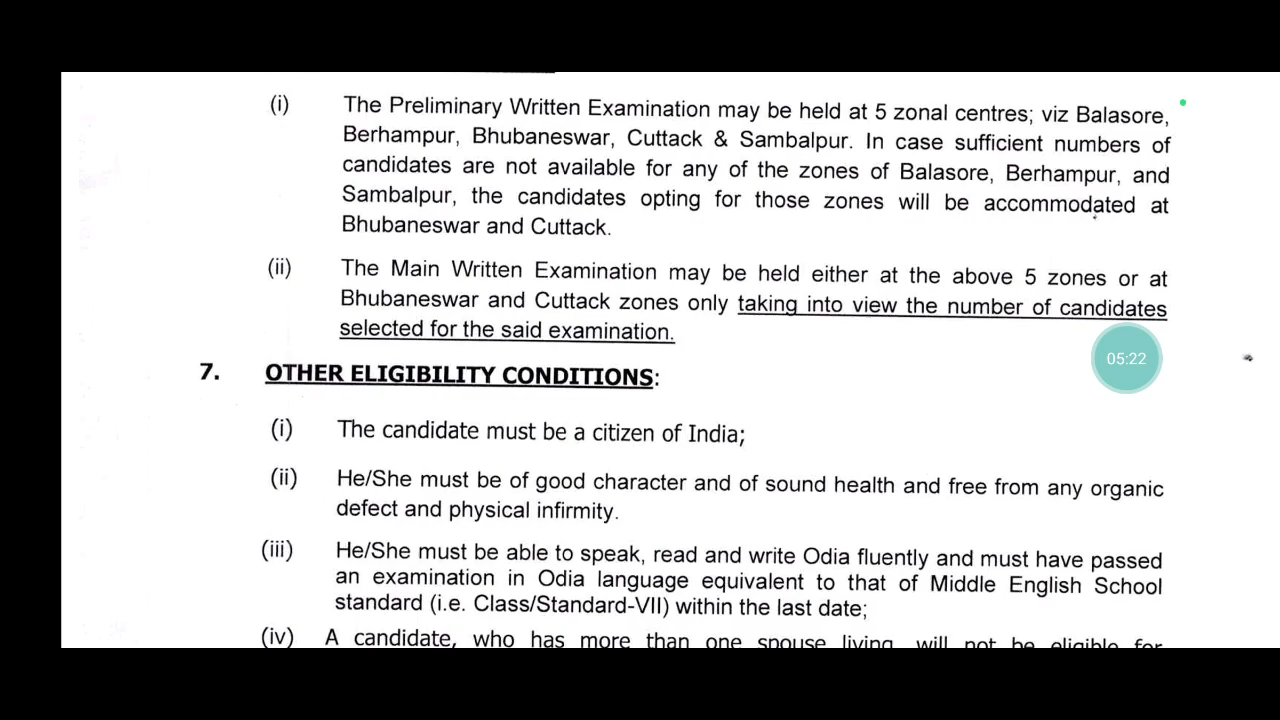 (i) The Preliminary Written Examination may be held at 5 zonal centres; viz Balasore,
Berhampur, Bhubaneswar, Cuttack & Sambalpur. In case sufficient numbers of
candidates are not available for any of the zones of Balasore, Berhampur, and
Sambalpur, the candidates opting for those zones will be accommodated at
Bhubaneswar and Cuttack.
(ii) The Main Written Examination may be held either at the above 5 zones or at
Bhubaneswar and Cuttack zones only taking into view the number of candidates
selected for the said examination.
05:22
7. OTHER ELIGIBILITY CONDITIONS:
(i) The candidate must be a citizen of India;
(ii) He/She must be of good character and of sound health and free from any organic
defect and physical infirmity.
(iii) He/She must be able to speak, read and write Odia fluently and must have passed
an examination in Odia language equivalent to that of Middle English School
standard (i.e. Class/Standard-VII) within the last date;
(iv) A candidate, who has more than one spouse living, will not be eligible for